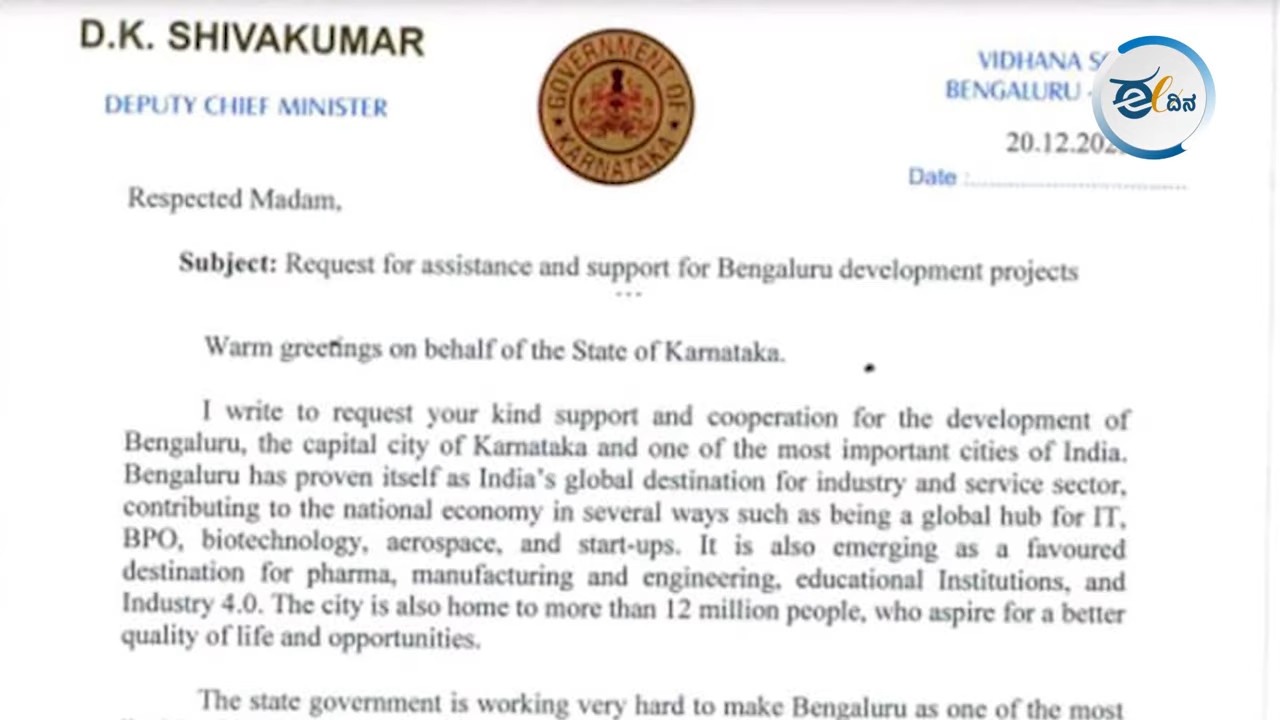 D.K. SHIVAKUMAR
DEPUTY CHIEF MINISTER
GOVERNMENT OF KARNATAKA
VIDHANA
BENGALURU
ಈ ದಿನ
20.12.202
Date :
Respected Madam,
Subject: Request for assistance and support for Bengaluru development projects
---
Warm greetings on behalf of the State of Karnataka.
I write to request your kind support and cooperation for the development of
Bengaluru, the capital city of Karnataka and one of the most important cities of India.
Bengaluru has proven itself as India's global destination for industry and service sector,
contributing to the national economy in several ways such as being a global hub for IT,
BPO, biotechnology, aerospace, and start-ups. It is also emerging as a favoured
destination for pharma, manufacturing and engineering, educational Institutions, and
Industry 4.0. The city is also home to more than 12 million people, who aspire for a better
quality of life and opportunities.
The state government is working very hard to make Bengaluru as one of the most